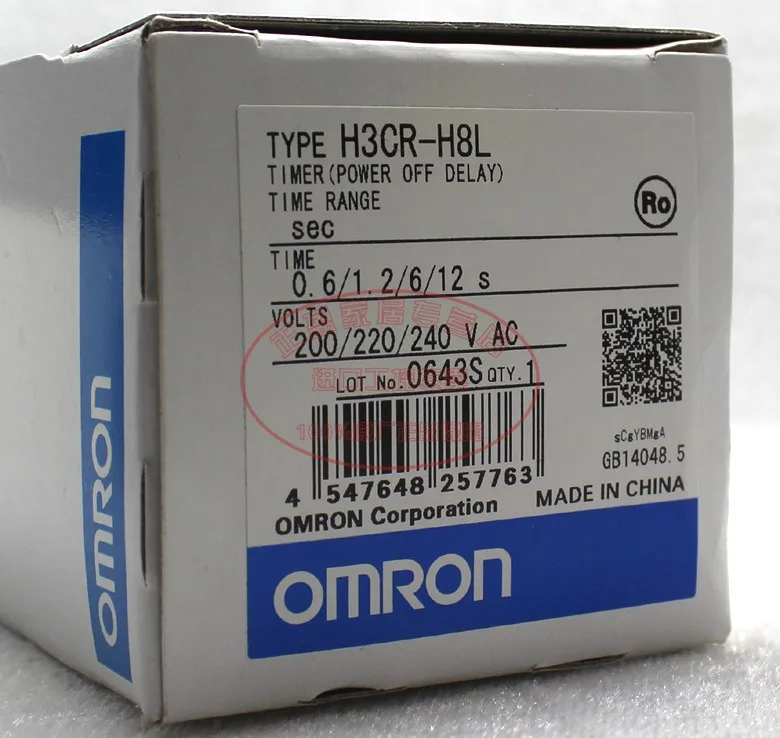 TYPE H3CR-H8L
TIMER(POWER OFF DELAY)
TIME RANGE
sec
Ro
TIME
0.6/1.2/6/12 s
VOLTS
200/220/240 V AC
LOT No. 0643S QTY. 1
4 547648 257763
sCgYBMgA
GB14048.5
OMRON Corporation
MADE IN CHINA
OMRON
OMRON